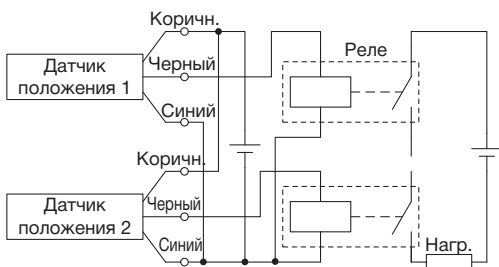 Коричн.
Датчик
положения 1
Черный
Реле
Синий
Коричн.
Датчик
положения 2
Черный
Синий
Нагр.